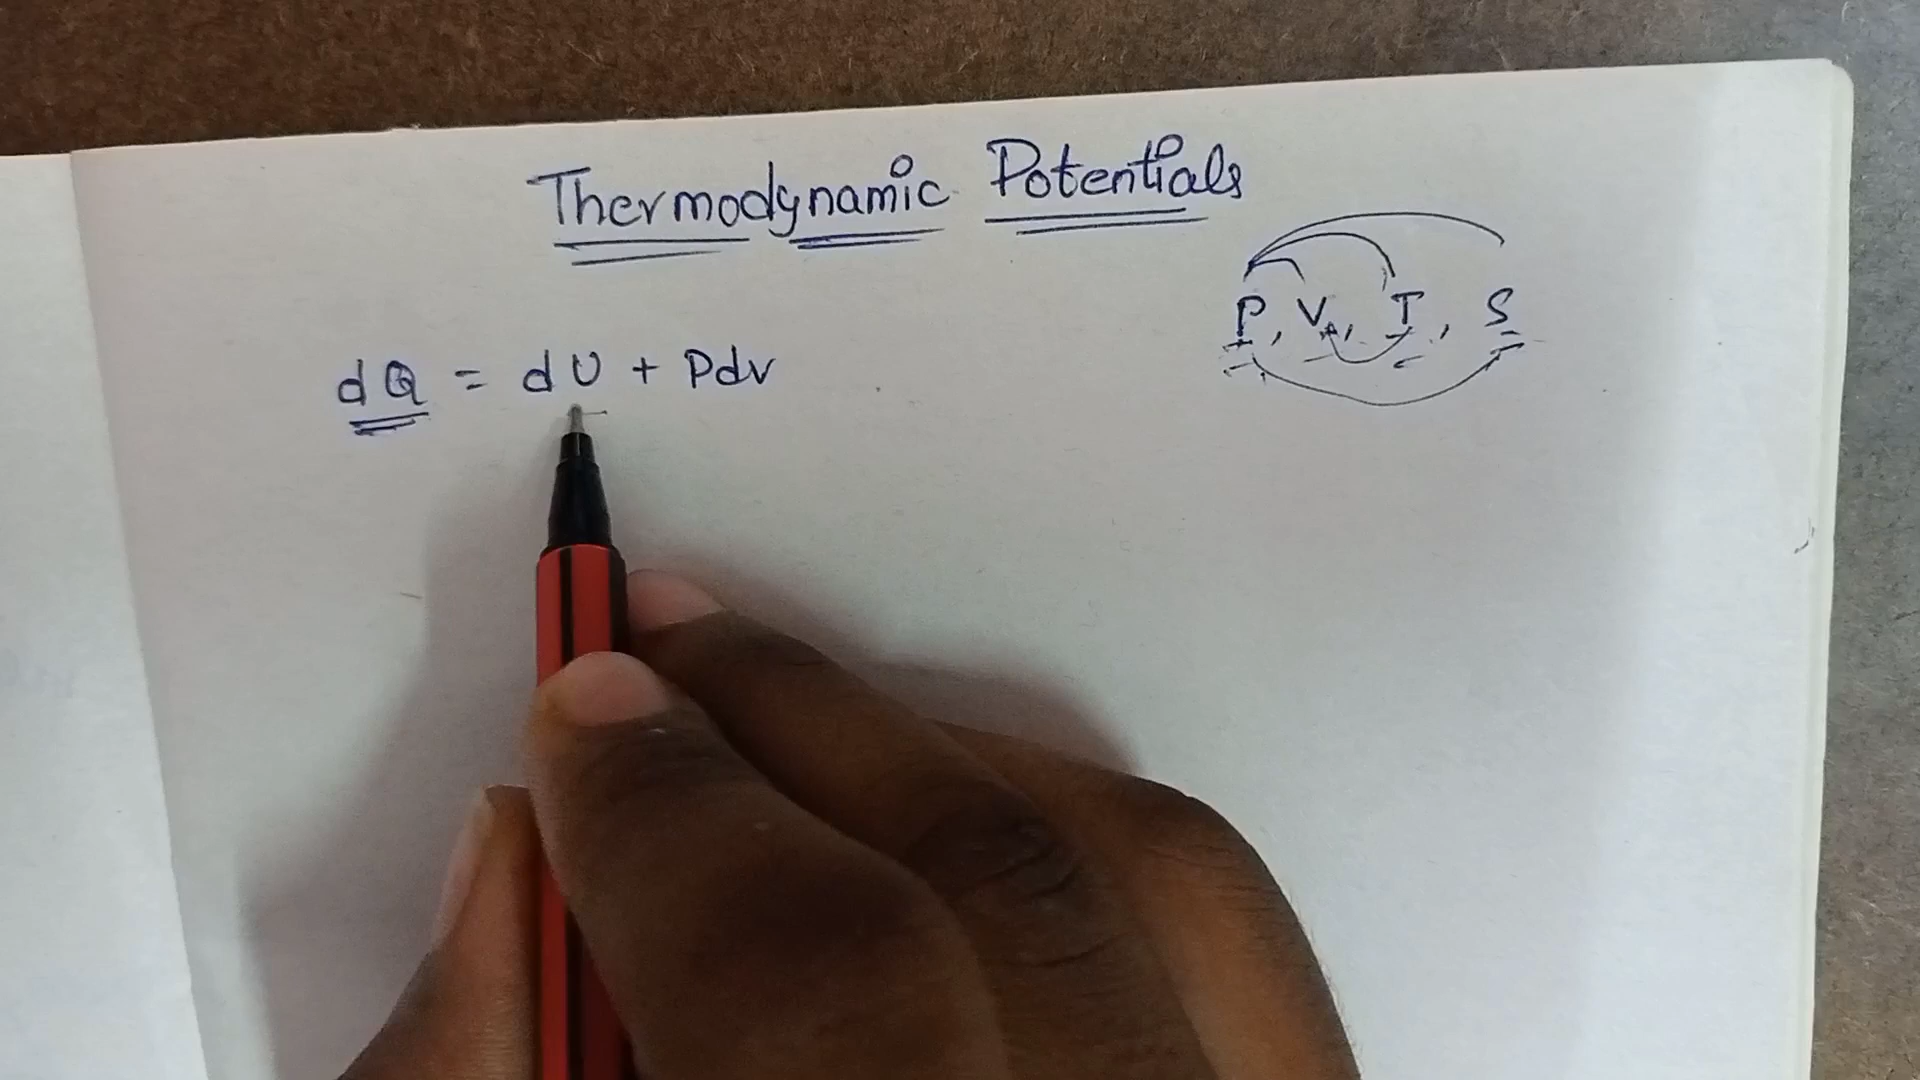 Thermodynamic Potentials
P, V, T, S
dQ = dU + Pdv